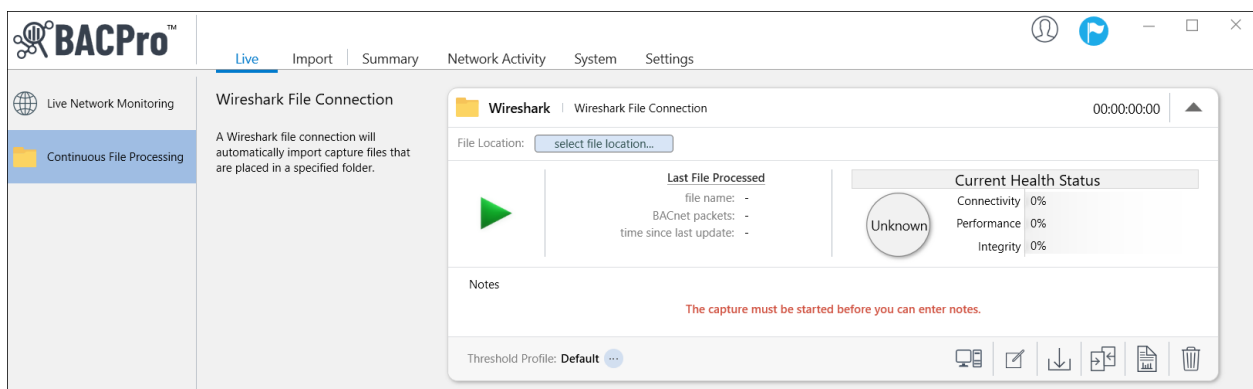 BACPro™
Live Import Summary Network Activity System Settings
Live Network Monitoring
Continuous File Processing
Wireshark File Connection
A Wireshark file connection will
automatically import capture files that
are placed in a specified folder.
Wireshark Wireshark File Connection 00:00:00:00
File Location: select file location...
Last File Processed
file name: -
BACnet packets: -
time since last update: -
Current Health Status
Unknown
Connectivity 0%
Performance 0%
Integrity 0%
Notes
The capture must be started before you can enter notes.
Threshold Profile: Default ...